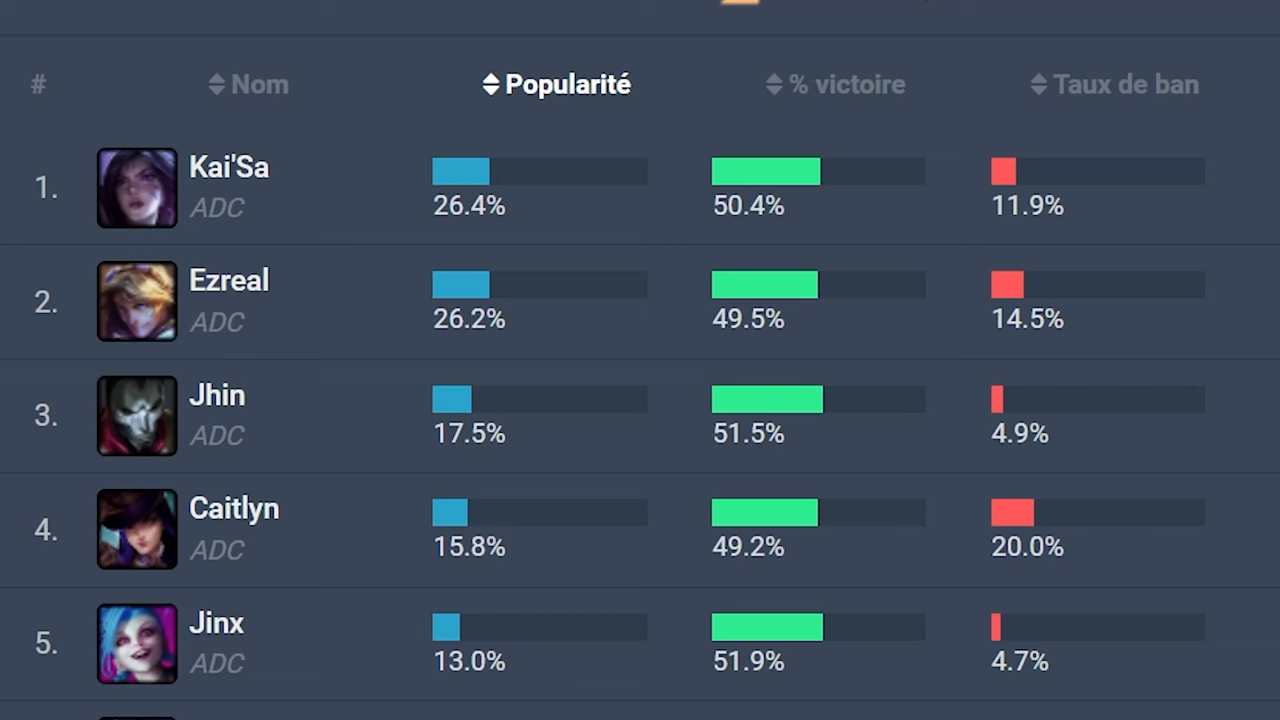 # Nom Popularité % victoire Taux de ban
1. Kai'Sa ADC 26.4% 50.4% 11.9%
2. Ezreal ADC 26.2% 49.5% 14.5%
3. Jhin ADC 17.5% 51.5% 4.9%
4. Caitlyn ADC 15.8% 49.2% 20.0%
5. Jinx ADC 13.0% 51.9% 4.7%